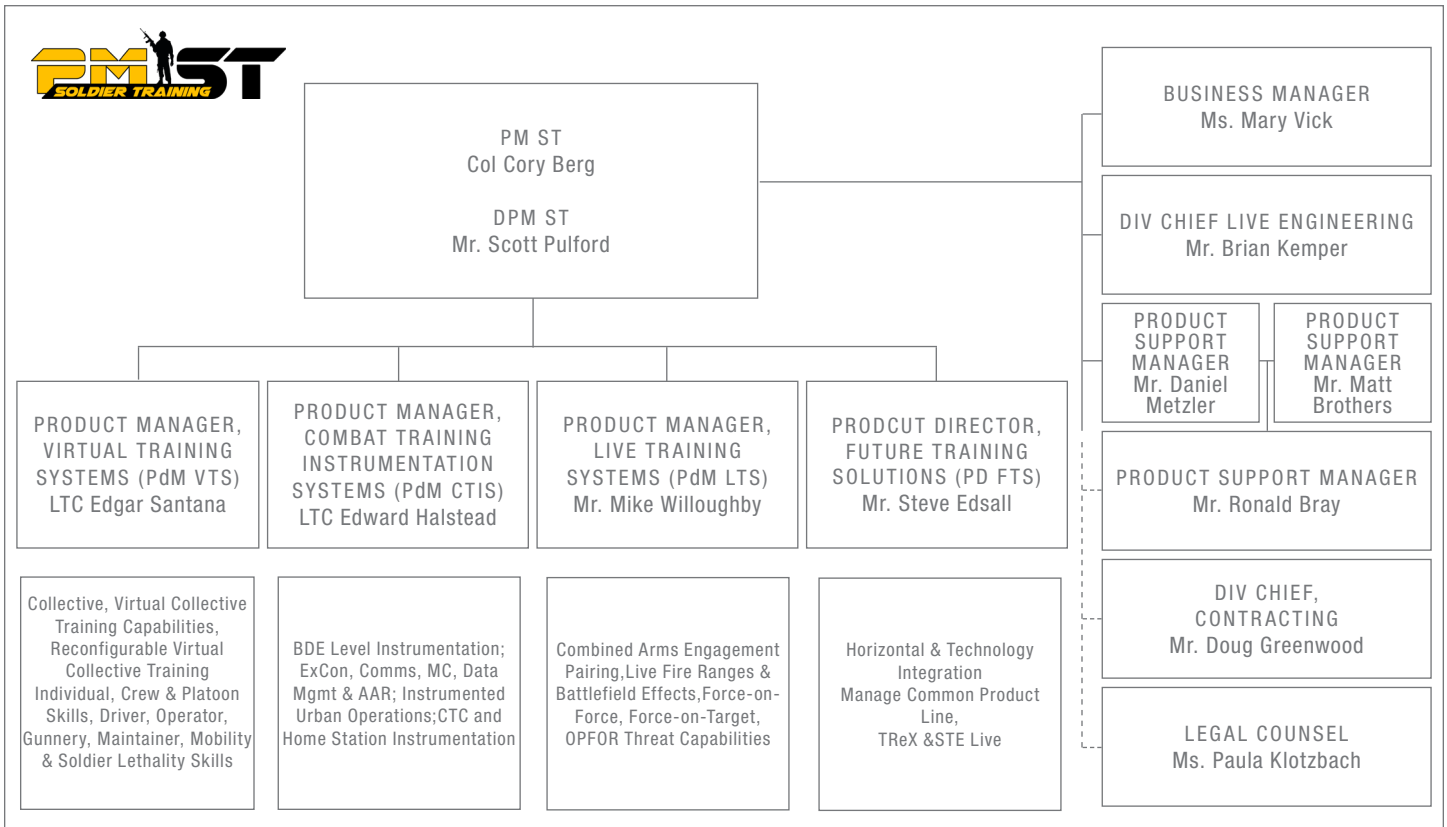 PM ST
SOLDIER TRAINING
PM ST
Col Cory Berg
DPM ST
Mr. Scott Pulford
BUSINESS MANAGER
Ms. Mary Vick
DIV CHIEF LIVE ENGINEERING
Mr. Brian Kemper
PRODUCT
SUPPORT
MANAGER
Mr. Daniel
Metzler
PRODUCT
SUPPORT
MANAGER
Mr. Matt
Brothers
PRODUCT SUPPORT MANAGER
Mr. Ronald Bray
DIV CHIEF,
CONTRACTING
Mr. Doug Greenwood
LEGAL COUNSEL
Ms. Paula Klotzbach
PRODUCT MANAGER,
VIRTUAL TRAINING
SYSTEMS (PdM VTS)
LTC Edgar Santana
PRODUCT MANAGER,
COMBAT TRAINING
INSTRUMENTATION
SYSTEMS (PdM CTIS)
LTC Edward Halstead
PRODUCT MANAGER,
LIVE TRAINING
SYSTEMS (PdM LTS)
Mr. Mike Willoughby
PRODCUT DIRECTOR,
FUTURE TRAINING
SOLUTIONS (PD FTS)
Mr. Steve Edsall
Collective, Virtual Collective
Training Capabilities,
Reconfigurable Virtual
Collective Training
Individual, Crew & Platoon
Skills, Driver, Operator,
Gunnery, Maintainer, Mobility
& Soldier Lethality Skills
BDE Level Instrumentation;
ExCon, Comms, MC, Data
Mgmt & AAR; Instrumented
Urban Operations;CTC and
Home Station Instrumentation
Combined Arms Engagement
Pairing,Live Fire Ranges &
Battlefield Effects,Force-on-
Force, Force-on-Target,
OPFOR Threat Capabilities
Horizontal & Technology
Integration
Manage Common Product
Line,
TReX &STE Live